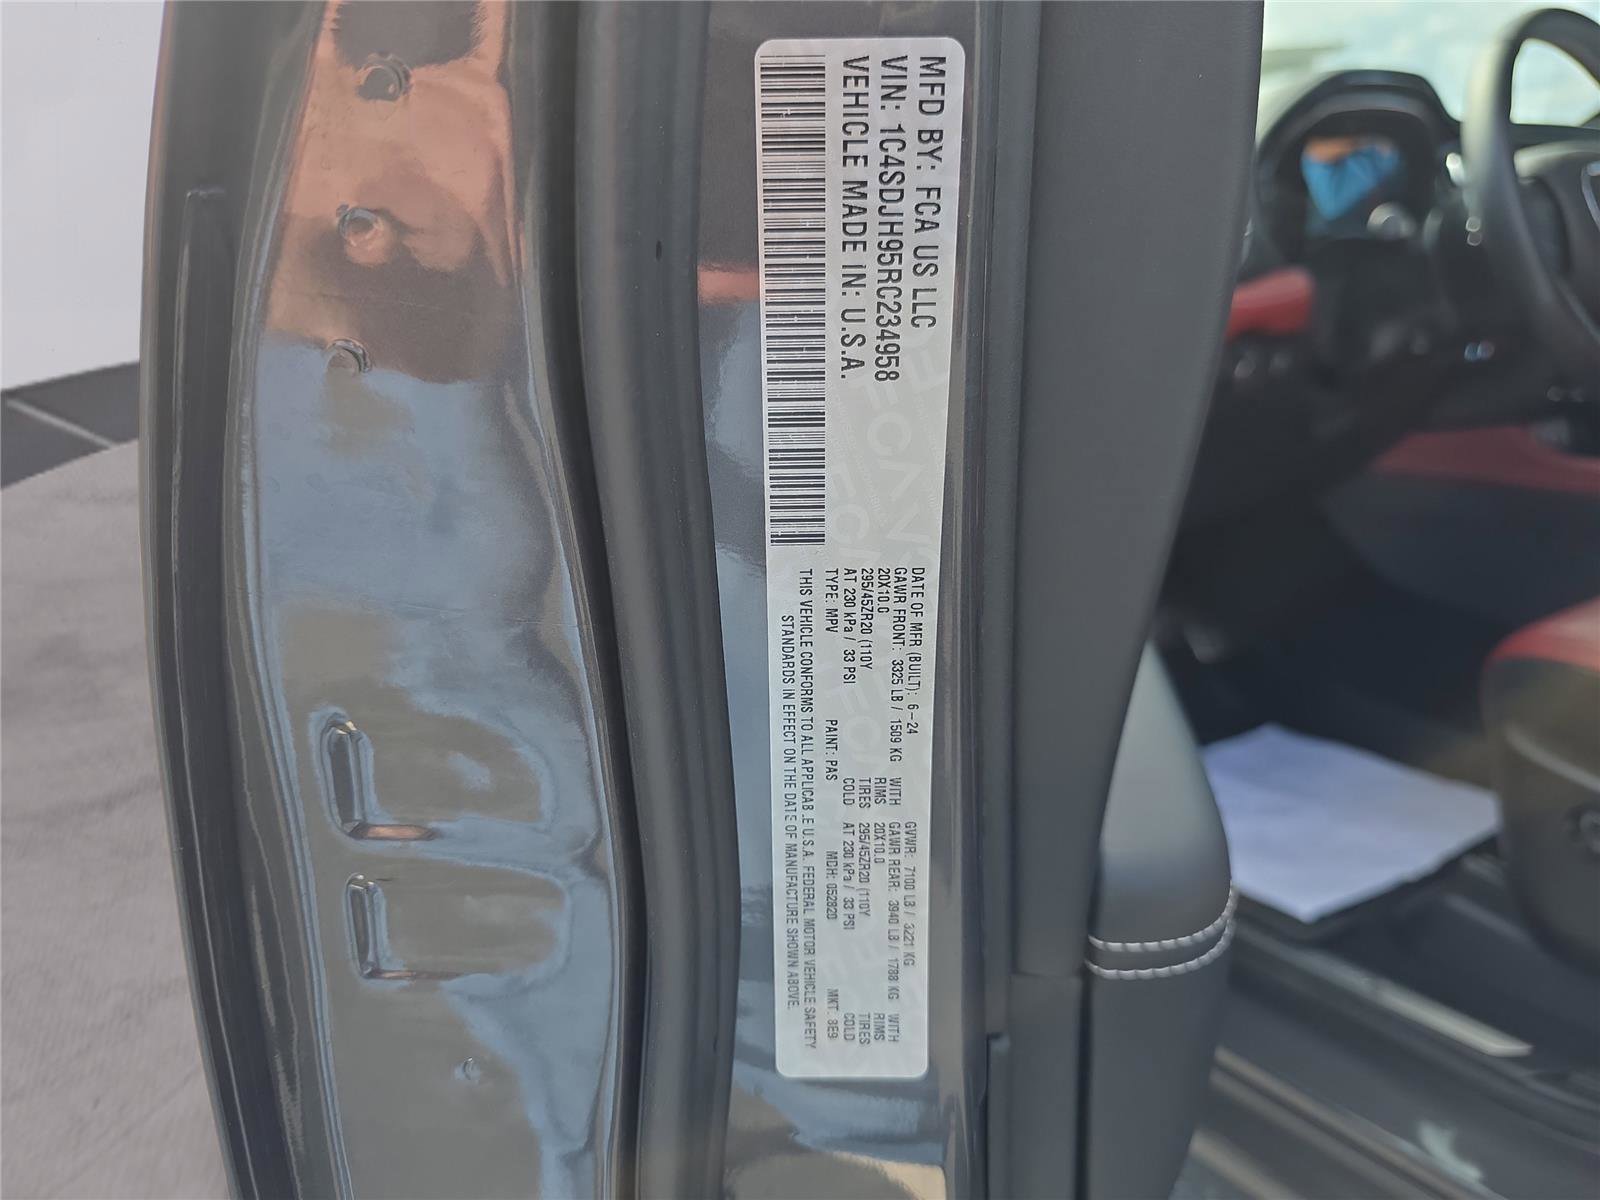 MFD BY: FCA US LLC
VIN: 1C4SDJH95RC234958
VEHICLE MADE IN: U.S.A.
DATE OF MFR (BUILT): 6-24 GVWR: 7100 LB / 3221 KG
GAWR FRONT: 3325 LB / 1509 KG WITH GAWR REAR: 3940 LB / 1788 KG WITH
20X10.0 RIMS 20X10.0 RIMS
295/45ZR20 (110Y TIRES 295/45ZR20 (110Y TIRES
AT 230 kPa / 33 PSI COLD AT 230 kPa / 33 PSI COLD
TYPE: MPV PAINT: PAS MDH: 052820 MKT: 8E9
THIS VEHICLE CONFORMS TO ALL APPLICABLE U.S.A. FEDERAL MOTOR VEHICLE SAFETY
STANDARDS IN EFFECT ON THE DATE OF MANUFACTURE SHOWN ABOVE.